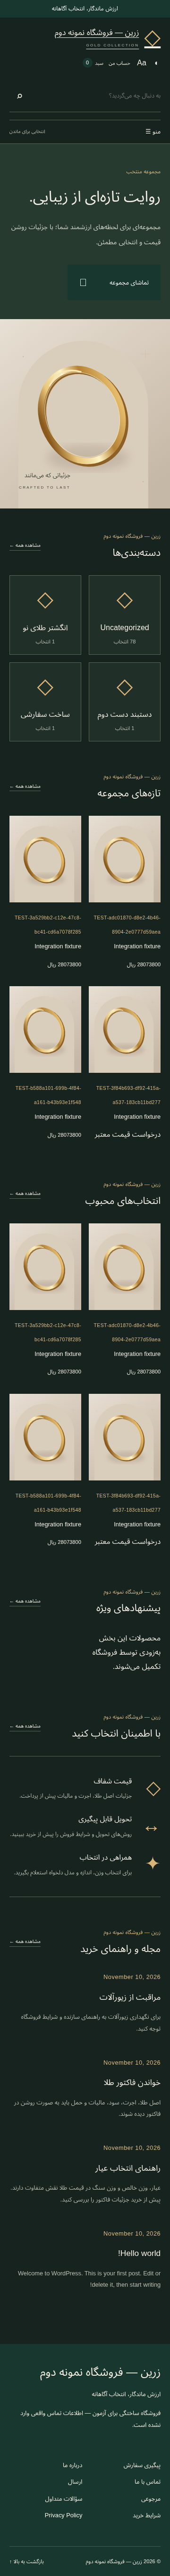 ارزش ماندگار، انتخاب آگاهانه
زرین — فروشگاه نمونه دوم
GOLD COLLECTION
Aa
حساب من
سبد 0
به دنبال چه می‌گردید؟
منو ☰
انتخابی برای ماندن
مجموعه منتخب
روایت تازه‌ای از زیبایی.
مجموعه‌ای برای لحظه‌های ارزشمند شما؛ با جزئیات روشن
قیمت و انتخابی مطمئن.
تماشای مجموعه
جزئیاتی که می‌مانند
CRAFTED TO LAST
زرین — فروشگاه نمونه دوم
دسته‌بندی‌ها
مشاهده همه ←
Uncategorized
78 انتخاب
انگشتر طلای نو
1 انتخاب
دستبند دست دوم
1 انتخاب
ساخت سفارشی
1 انتخاب
زرین — فروشگاه نمونه دوم
تازه‌های مجموعه
مشاهده همه ←
TEST-adc01870-d8e2-4b46-
8904-2e0777d59aea
Integration fixture
28073800 ریال
TEST-3a529bb2-c12e-47c8-
bc41-cd6a7078f285
Integration fixture
28073800 ریال
TEST-3f84b693-df92-415a-
a537-183cb11bd277
Integration fixture
درخواست قیمت معتبر
TEST-b588a101-699b-4f84-
a161-b43b93e1f548
Integration fixture
28073800 ریال
زرین — فروشگاه نمونه دوم
انتخاب‌های محبوب
مشاهده همه ←
TEST-adc01870-d8e2-4b46-
8904-2e0777d59aea
Integration fixture
28073800 ریال
TEST-3a529bb2-c12e-47c8-
bc41-cd6a7078f285
Integration fixture
28073800 ریال
TEST-3f84b693-df92-415a-
a537-183cb11bd277
Integration fixture
درخواست قیمت معتبر
TEST-b588a101-699b-4f84-
a161-b43b93e1f548
Integration fixture
28073800 ریال
زرین — فروشگاه نمونه دوم
پیشنهادهای ویژه
مشاهده همه ←
محصولات این بخش
به‌زودی توسط فروشگاه
تکمیل می‌شوند.
زرین — فروشگاه نمونه دوم
با اطمینان انتخاب کنید
مشاهده همه ←
قیمت شفاف
جزئیات اصل طلا، اجرت و مالیات پیش از پرداخت.
تحویل قابل پیگیری
روش‌های تحویل و شرایط فروش را پیش از خرید ببینید.
همراهی در انتخاب
برای انتخاب وزن، اندازه و مدل دلخواه استعلام بگیرید.
زرین — فروشگاه نمونه دوم
مجله و راهنمای خرید
مشاهده همه ←
November 10, 2026
مراقبت از زیورآلات
برای نگهداری زیورآلات به راهنمای سازنده و شرایط فروشگاه
توجه کنید.
November 10, 2026
خواندن فاکتور طلا
اصل طلا، اجرت، سود، مالیات و حمل باید به صورت روشن در
فاکتور دیده شوند.
November 10, 2026
راهنمای انتخاب عیار
عیار، وزن خالص و وزن سنگ در قیمت طلا نقش متفاوت دارند.
پیش از خرید جزئیات فاکتور را بررسی کنید.
November 10, 2026
Hello world!
Welcome to WordPress. This is your first post. Edit or
delete it, then start writing!
زرین — فروشگاه نمونه دوم
ارزش ماندگار، انتخاب آگاهانه
فروشگاه ساختگی برای آزمون — اطلاعات تماس واقعی وارد
نشده است.
پیگیری سفارش
درباره ما
تماس با ما
ارسال
مرجوعی
سؤالات متداول
شرایط خرید
Privacy Policy
© 2026 زرین — فروشگاه نمونه دوم
بازگشت به بالا ↑